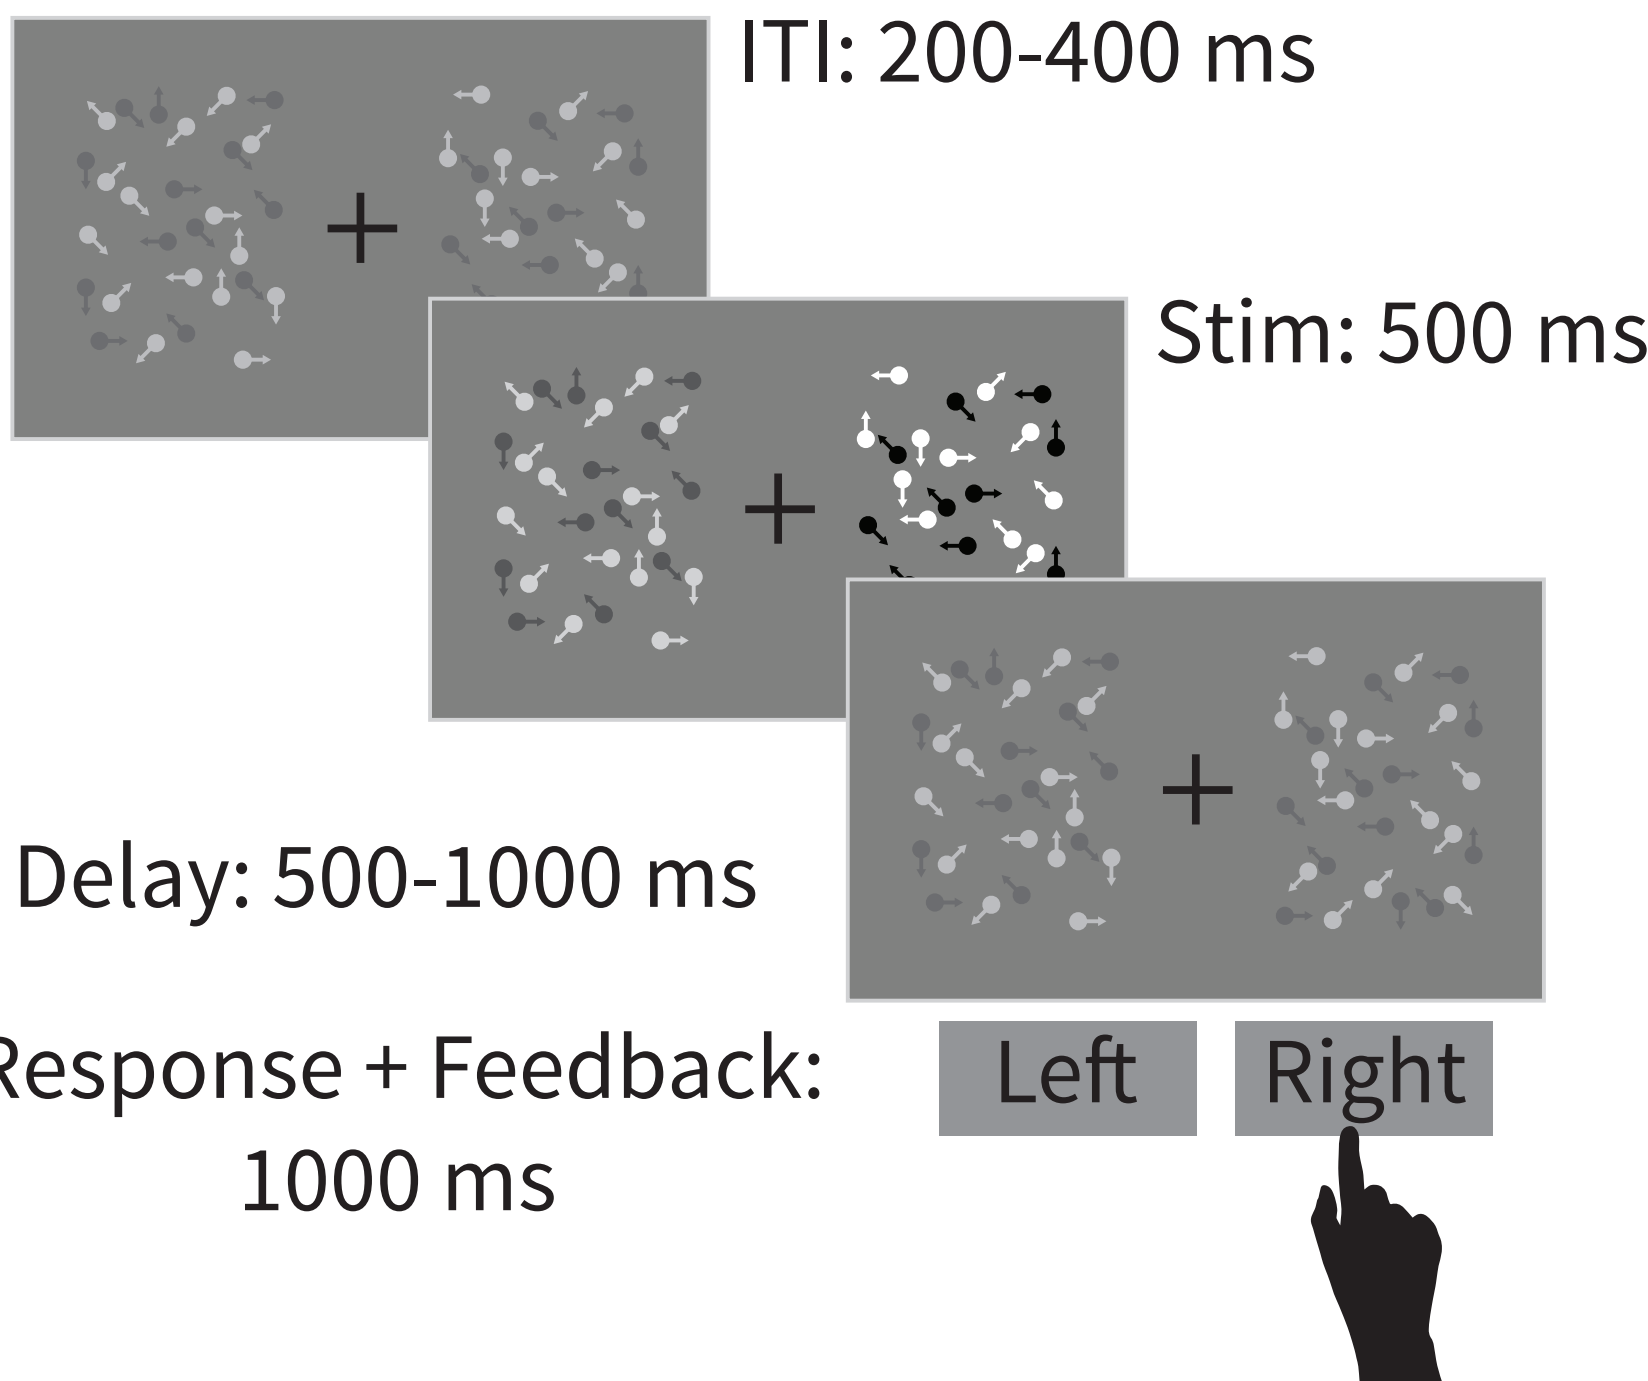 ITI: 200-400 ms
Stim: 500 ms
Delay: 500-1000 ms
Response + Feedback:
1000 ms
Left
Right